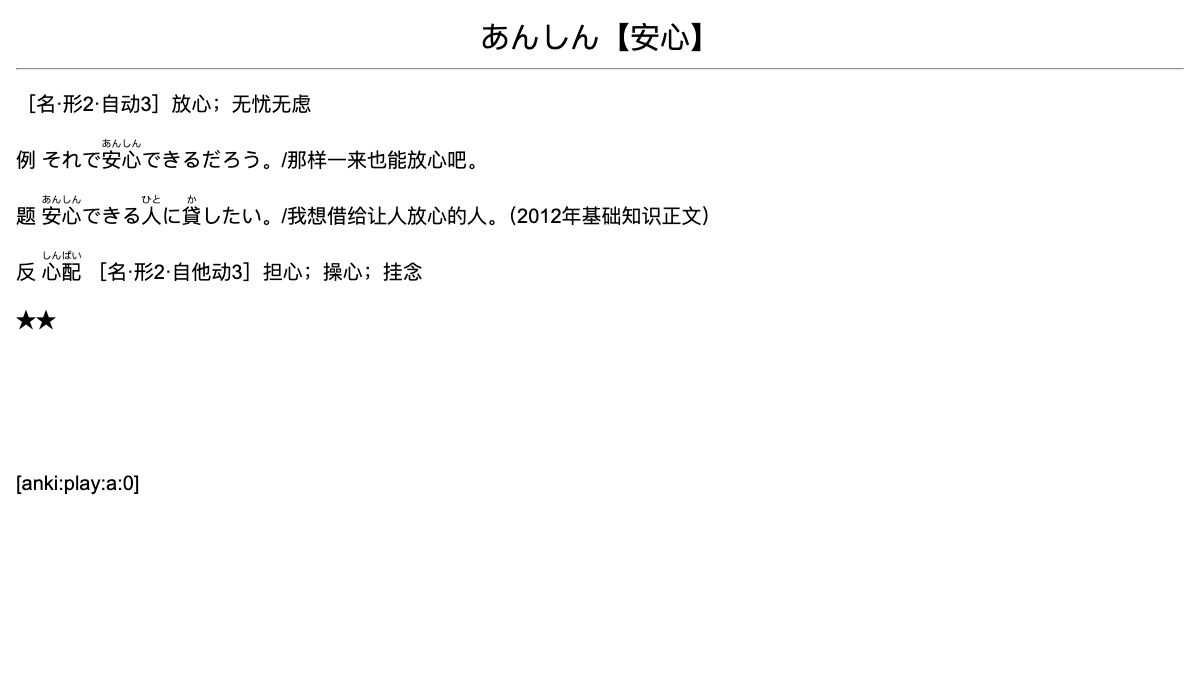 あんしん【安心】
［名·形2·自动3］放心；无忧无虑
あんしん
例 それで安心できるだろう。/那样一来也能放心吧。
あんしん ひと か
题 安心できる人に貸したい。/我想借给让人放心的人。（2012年基础知识正文）
しんぱい
反 心配 ［名·形2·自他动3］担心；操心；挂念
★★
[anki:play:a:0]